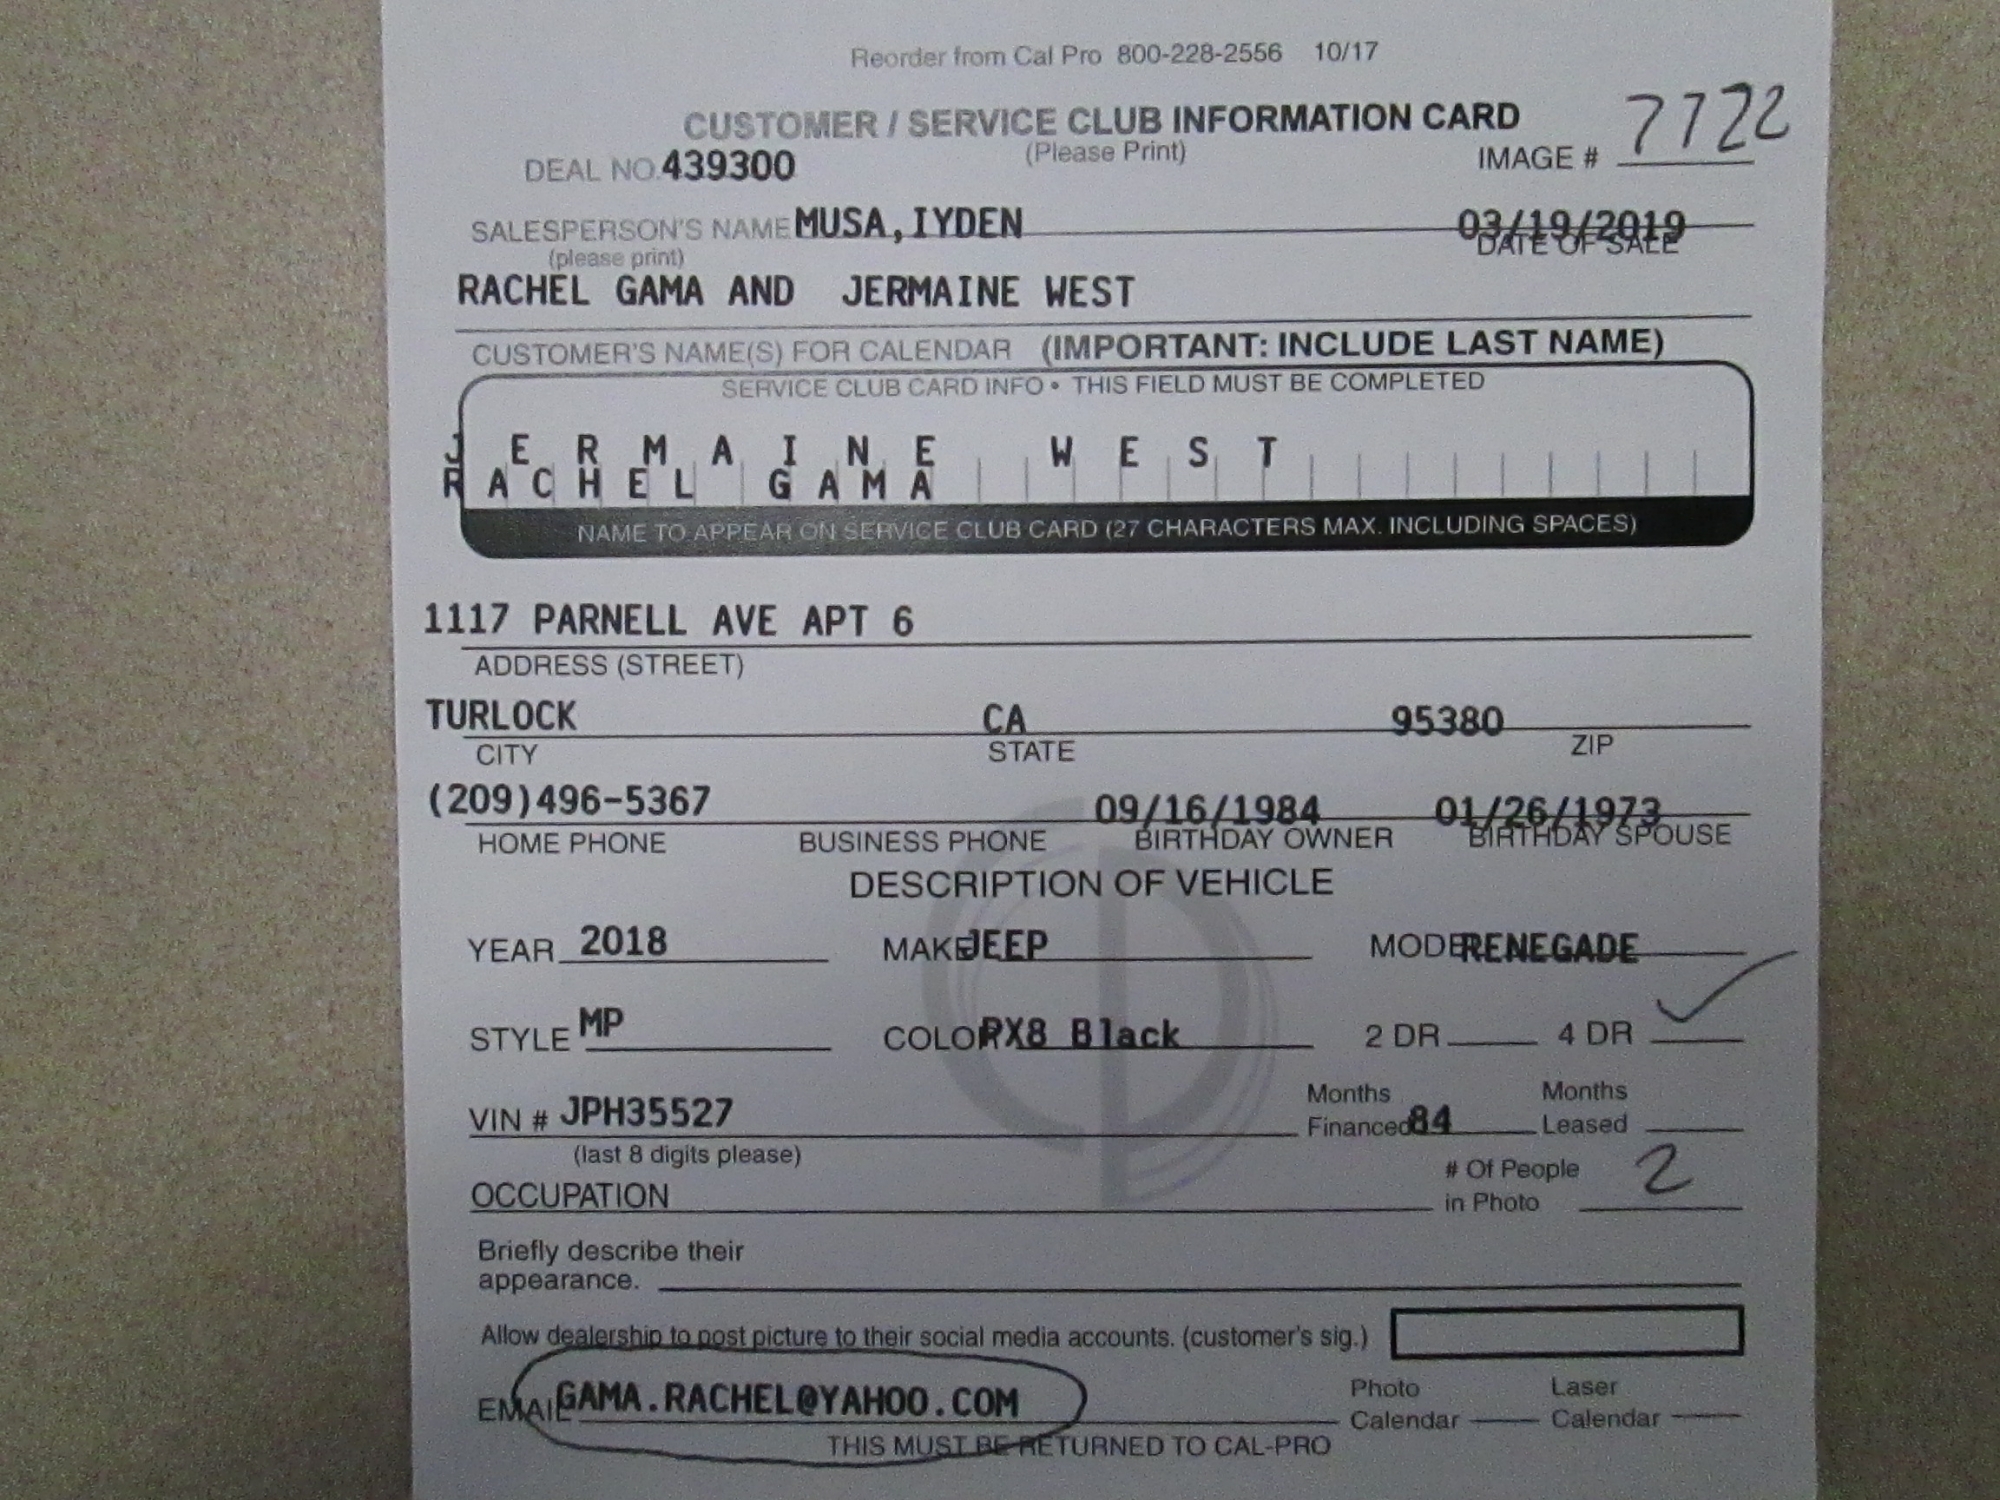 Reorder from Cal Pro 800-228-2556 10/17
CUSTOMER / SERVICE CLUB INFORMATION CARD
(Please Print)
DEAL NO. 439300
IMAGE # 7722
SALESPERSON'S NAME MUSA, IYDEN 03/19/2019
(please print) DATE OF SALE
RACHEL GAMA AND JERMAINE WEST
CUSTOMER'S NAME(S) FOR CALENDAR (IMPORTANT: INCLUDE LAST NAME)
SERVICE CLUB CARD INFO • THIS FIELD MUST BE COMPLETED
JERMAINE WEST
RACHEL GAMA
NAME TO APPEAR ON SERVICE CLUB CARD (27 CHARACTERS MAX. INCLUDING SPACES)
1117 PARNELL AVE APT 6
ADDRESS (STREET)
TURLOCK CA 95380
CITY STATE ZIP
(209)496-5367 09/16/1984 01/26/1973
HOME PHONE BUSINESS PHONE BIRTHDAY OWNER BIRTHDAY SPOUSE
DESCRIPTION OF VEHICLE
YEAR 2018 MAKE JEEP MODEL RENEGADE
STYLE MP COLOR PX8 Black 2 DR 4 DR ✓
VIN # JPH35527 Months Financed 84 Months Leased
(last 8 digits please)
OCCUPATION # Of People in Photo 2
Briefly describe their
appearance.
Allow dealership to post picture to their social media accounts. (customer's sig.)
EMAIL GAMA.RACHEL@YAHOO.COM Photo Calendar Laser Calendar
THIS MUST BE RETURNED TO CAL-PRO